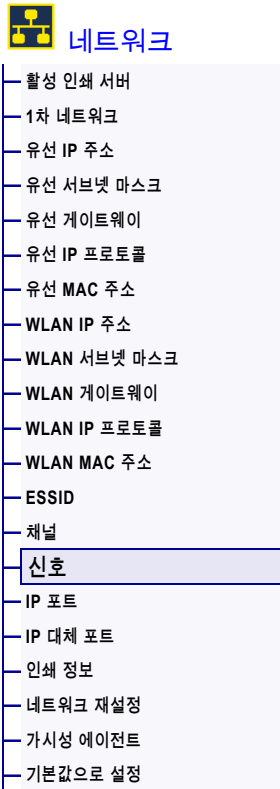 네트워크
활성 인쇄 서버
1차 네트워크
유선 IP 주소
유선 서브넷 마스크
유선 게이트웨이
유선 IP 프로토콜
유선 MAC 주소
WLAN IP 주소
WLAN 서브넷 마스크
WLAN 게이트웨이
WLAN IP 프로토콜
WLAN MAC 주소
ESSID
채널
신호
IP 포트
IP 대체 포트
인쇄 정보
네트워크 재설정
가시성 에이전트
기본값으로 설정